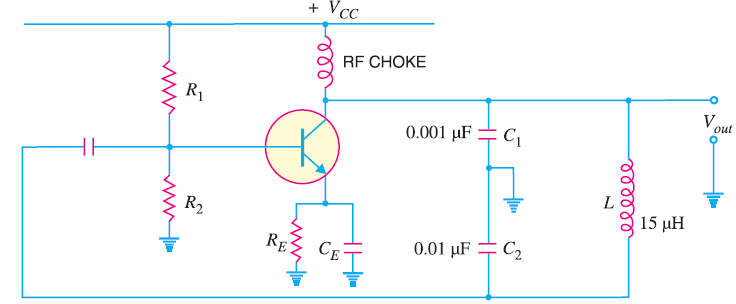 + V_CC
RF CHOKE
R_1
V_out
0.001 μF C_1
R_2
L
15 μH
R_E C_E
0.01 μF C_2